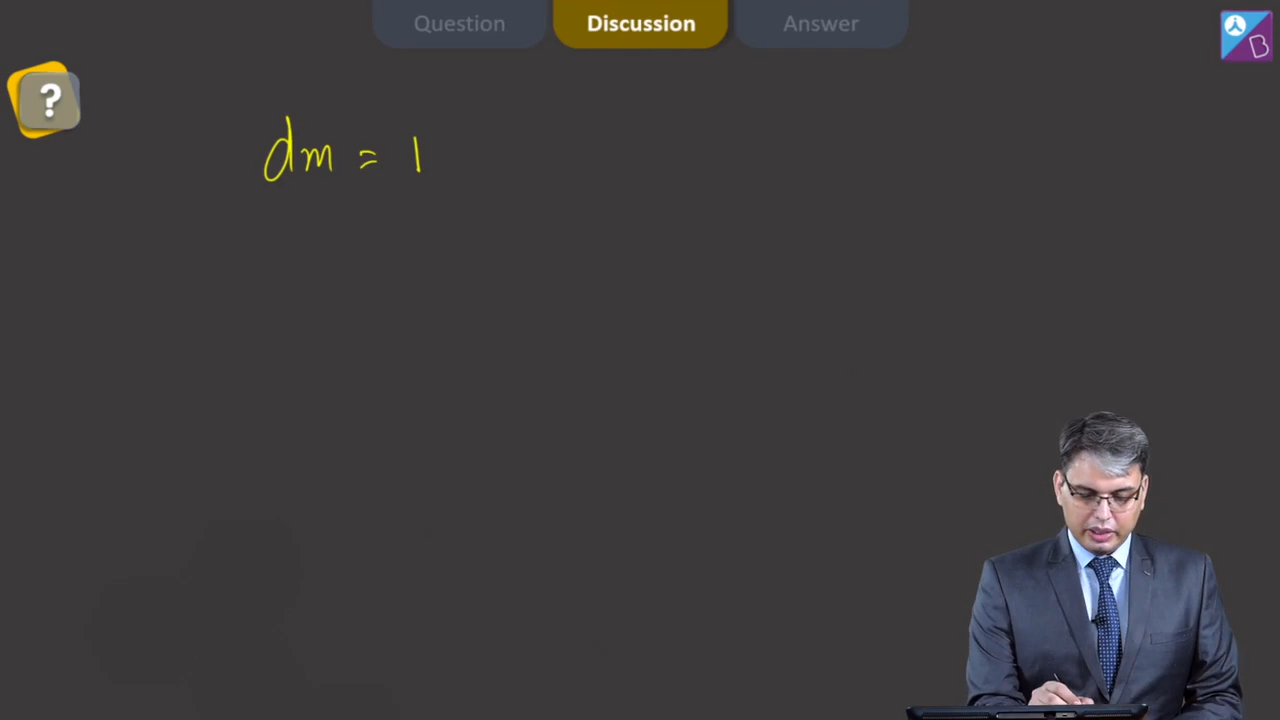 Question Discussion Answer
?
dm = 1